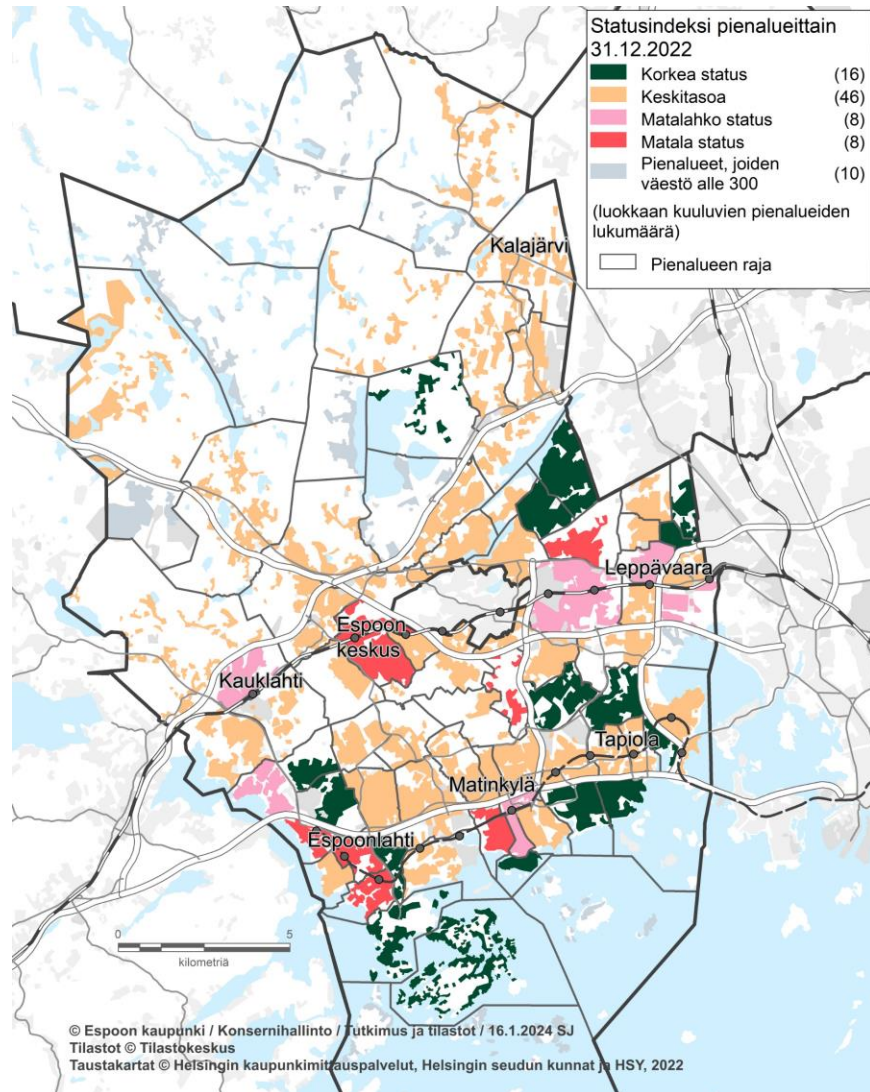 Statusindeksi pienalueittain
31.12.2022
Korkea status (16)
Keskitasoa (46)
Matalahko status (8)
Matala status (8)
Pienalueet, joiden
väestö alle 300 (10)
(luokkaan kuuluvien pienalueiden
lukumäärä)
Pienalueen raja
Kalajärvi
Leppävaara
Espoon
keskus
Kauklahti
Tapiola
Matinkylä
Espoonlahti
0 5
kilometriä
© Espoon kaupunki / Konsernihallinto / Tutkimus ja tilastot / 16.1.2024 SJ
Tilastot © Tilastokeskus
Taustakartat © Helsingin kaupunkimittauspalvelut, Helsingin seudun kunnat ja HSY, 2022